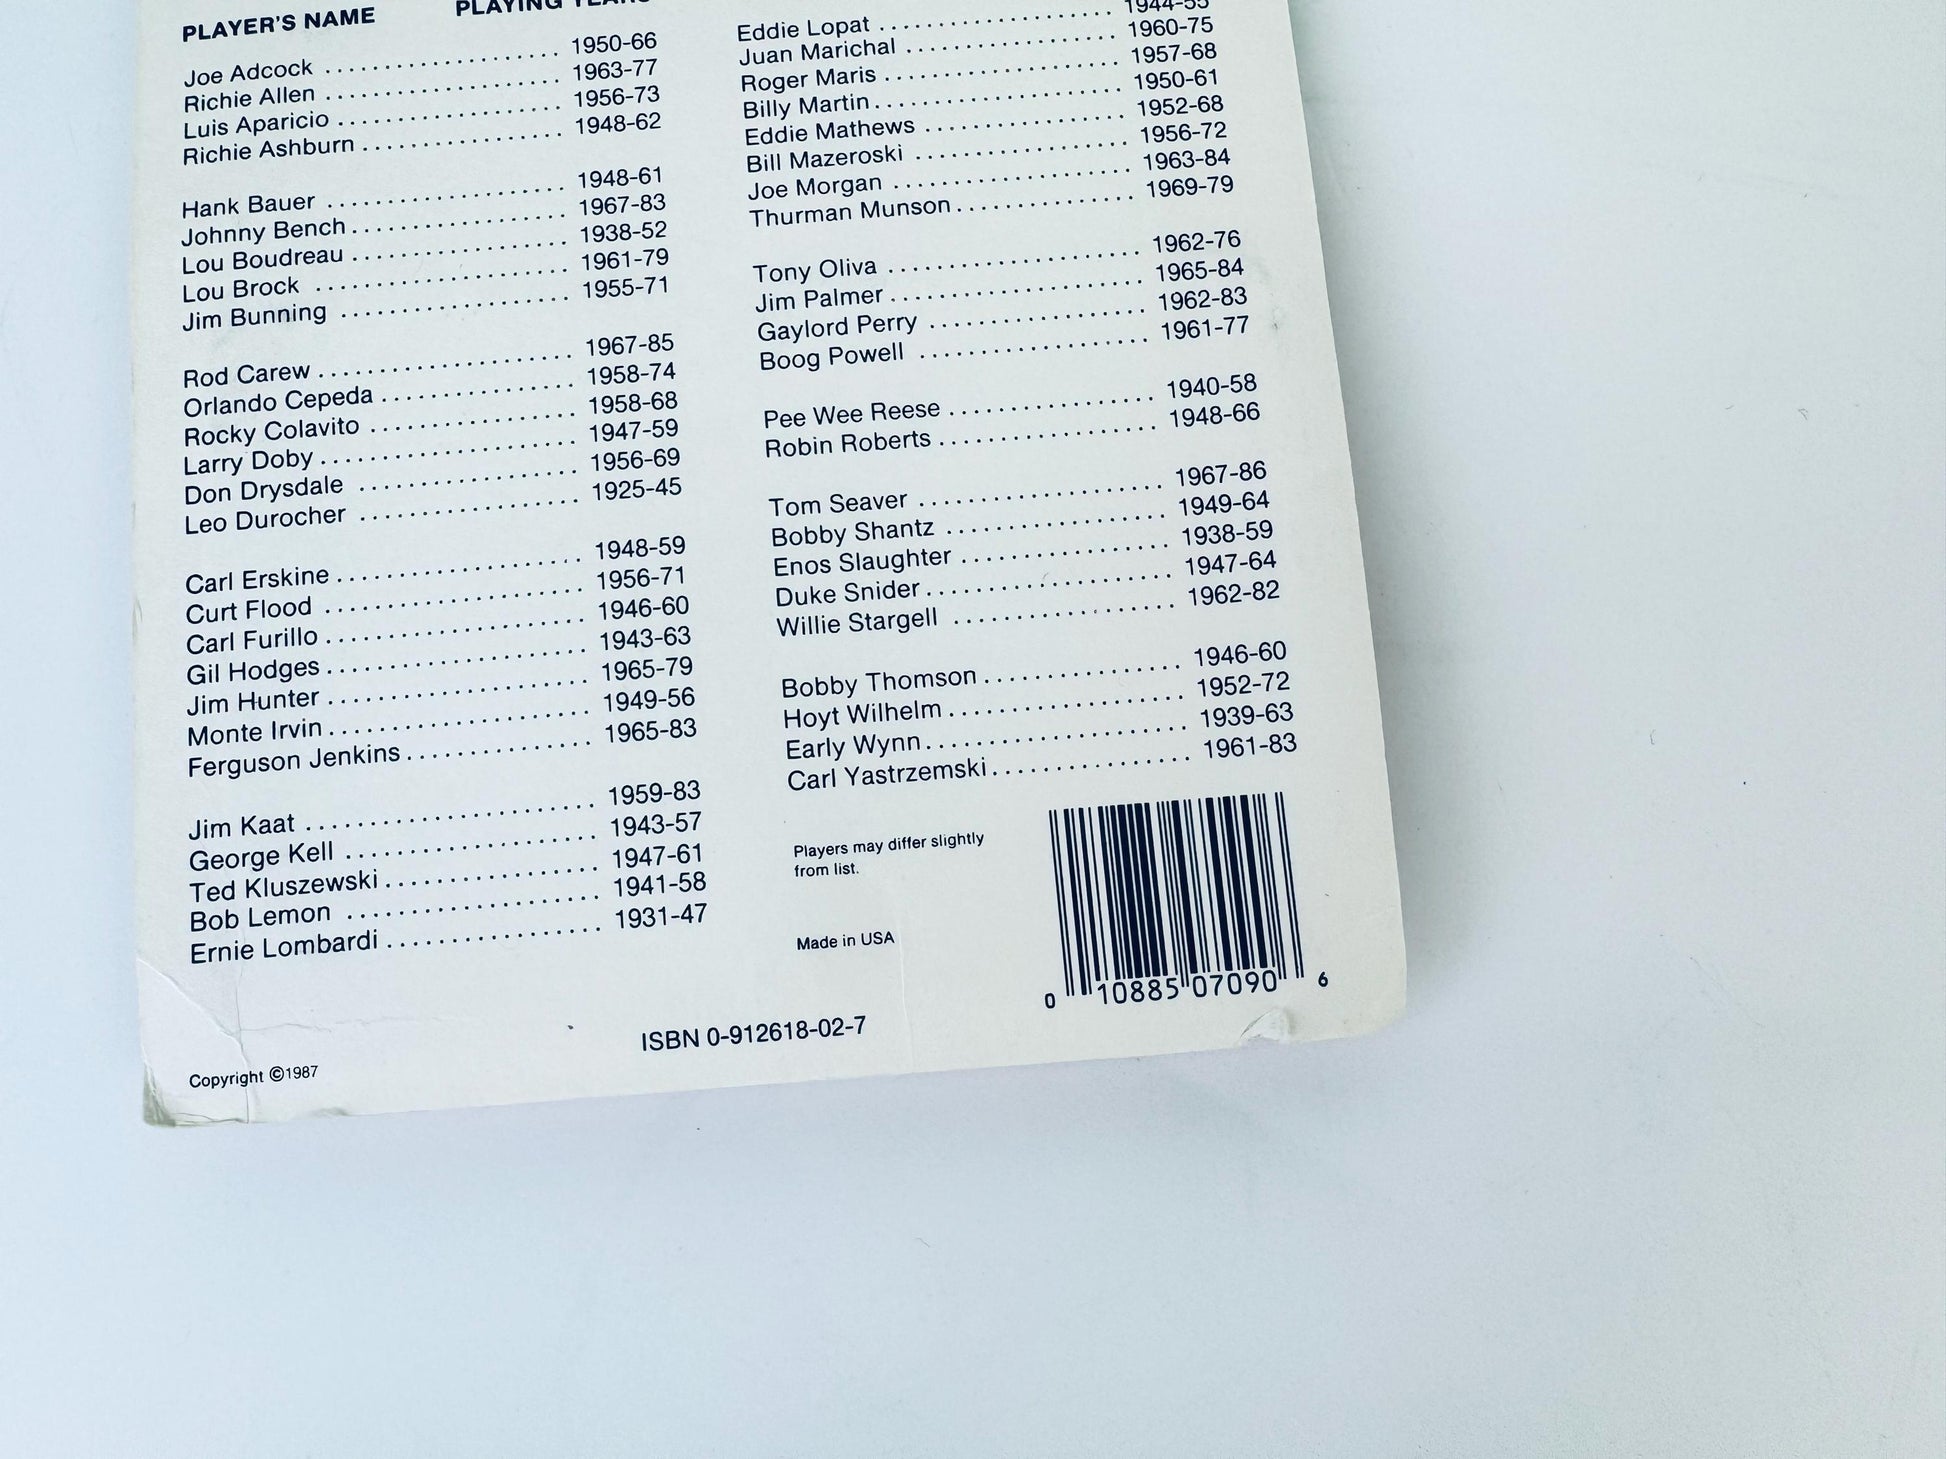 PLAYER'S NAME PLAYING YEARS
Joe Adcock .................. 1950-66
Richie Allen .................. 1963-77
Luis Aparicio .................. 1956-73
Richie Ashburn .................. 1948-62
Hank Bauer .................. 1948-61
Johnny Bench .................. 1967-83
Lou Boudreau .................. 1938-52
Lou Brock .................. 1961-79
Jim Bunning .................. 1955-71
Rod Carew .................. 1967-85
Orlando Cepeda .................. 1958-74
Rocky Colavito .................. 1958-68
Larry Doby .................. 1947-59
Don Drysdale .................. 1956-69
Leo Durocher .................. 1925-45
Carl Erskine .................. 1948-59
Curt Flood .................. 1956-71
Carl Furillo .................. 1946-60
Gil Hodges .................. 1943-63
Jim Hunter .................. 1965-79
Monte Irvin .................. 1949-56
Ferguson Jenkins .................. 1965-83
Jim Kaat .................. 1959-83
George Kell .................. 1943-57
Ted Kluszewski .................. 1947-61
Bob Lemon .................. 1941-58
Ernie Lombardi .................. 1931-47
Eddie Lopat .................. 1944-55
Juan Marichal .................. 1960-75
Roger Maris .................. 1957-68
Billy Martin .................. 1950-61
Eddie Mathews .................. 1952-68
Bill Mazeroski .................. 1956-72
Joe Morgan .................. 1963-84
Thurman Munson .................. 1969-79
Tony Oliva .................. 1962-76
Jim Palmer .................. 1965-84
Gaylord Perry .................. 1962-83
Boog Powell .................. 1961-77
Pee Wee Reese .................. 1940-58
Robin Roberts .................. 1948-66
Tom Seaver .................. 1967-86
Bobby Shantz .................. 1949-64
Enos Slaughter .................. 1938-59
Duke Snider .................. 1947-64
Willie Stargell .................. 1962-82
Bobby Thomson .................. 1946-60
Hoyt Wilhelm .................. 1952-72
Early Wynn .................. 1939-63
Carl Yastrzemski .................. 1961-83
Players may differ slightly
from list.
Made in USA
0 10885 07090 6
ISBN 0-912618-02-7
Copyright ©1987